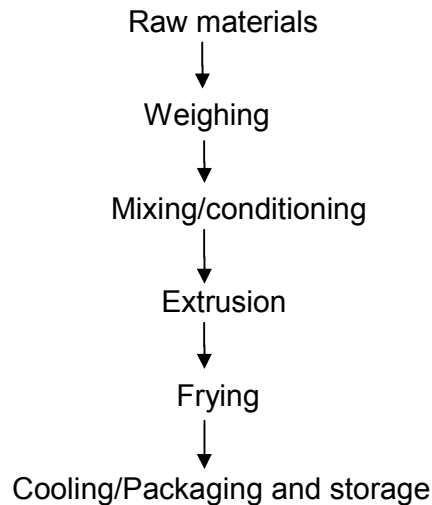 Raw materials
Weighing
Mixing/conditioning
Extrusion
Frying
Cooling/Packaging and storage